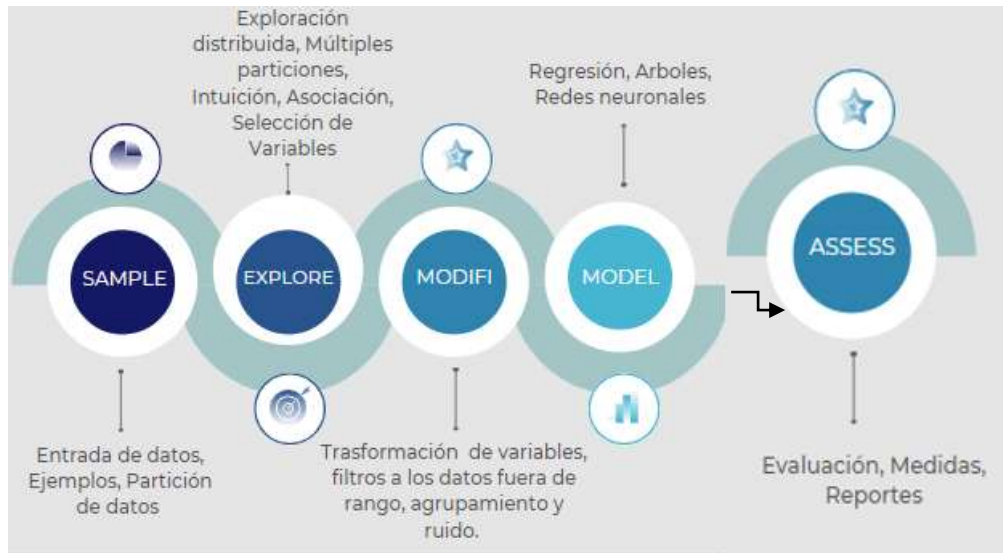 SAMPLE
Entrada de datos,
Ejemplos, Partición
de datos
Exploración
distribuida, Múltiples
particiones,
Intuición, Asociación,
Selección de
Variables
EXPLORE
MODIFI
Trasformación de variables,
filtros a los datos fuera de
rango, agrupamiento y
ruido.
Regresión, Arboles,
Redes neuronales
MODEL
ASSESS
Evaluación, Medidas,
Reportes